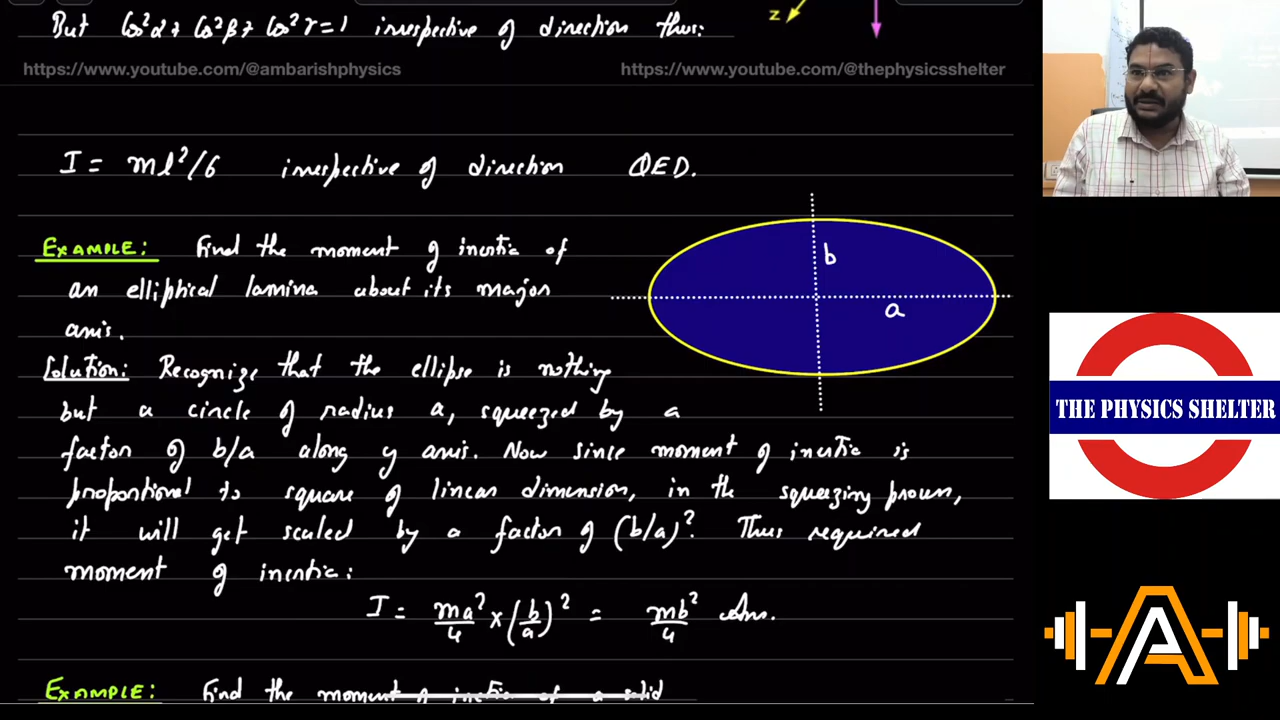 But Cos²α + Cos²β + Cos²γ = 1 irrespective of direction thus:
z
https://www.youtube.com/@ambarishphysics https://www.youtube.com/@thephysicsshelter
I = ml²/6 irrespective of direction QED.
EXAMPLE: Find the moment of inertia of
an elliptical lamina about its major
axis.
b
a
Solution: Recognize that the ellipse is nothing
but a circle of radius a, squeezed by a
factor of b/a along y axis. Now since moment of inertia is
proportional to square of linear dimension, in the squeezing process,
it will get scaled by a factor of (b/a)². Thus required
moment of inertia:
I = ma²/4 × (b/a)² = mb²/4 Ans.
EXAMPLE: Find the moment of inertia of a solid
THE PHYSICS SHELTER